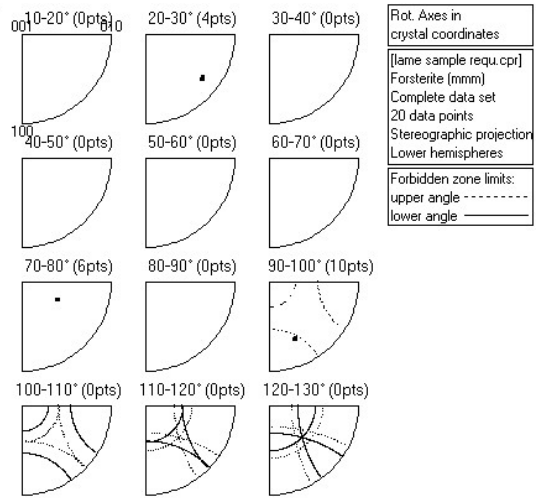 10-20° (0pts) 20-30° (4pts) 30-40° (0pts)
001 010
100
40-50° (0pts) 50-60° (0pts) 60-70° (0pts)
70-80° (6pts) 80-90° (0pts) 90-100° (10pts)
100-110° (0pts) 110-120° (0pts) 120-130° (0pts)
Rot. Axes in
crystal coordinates
[lame sample requ.cpr]
Forsterite (mmm)
Complete data set
20 data points
Stereographic projection
Lower hemispheres
Forbidden zone limits:
upper angle
lower angle